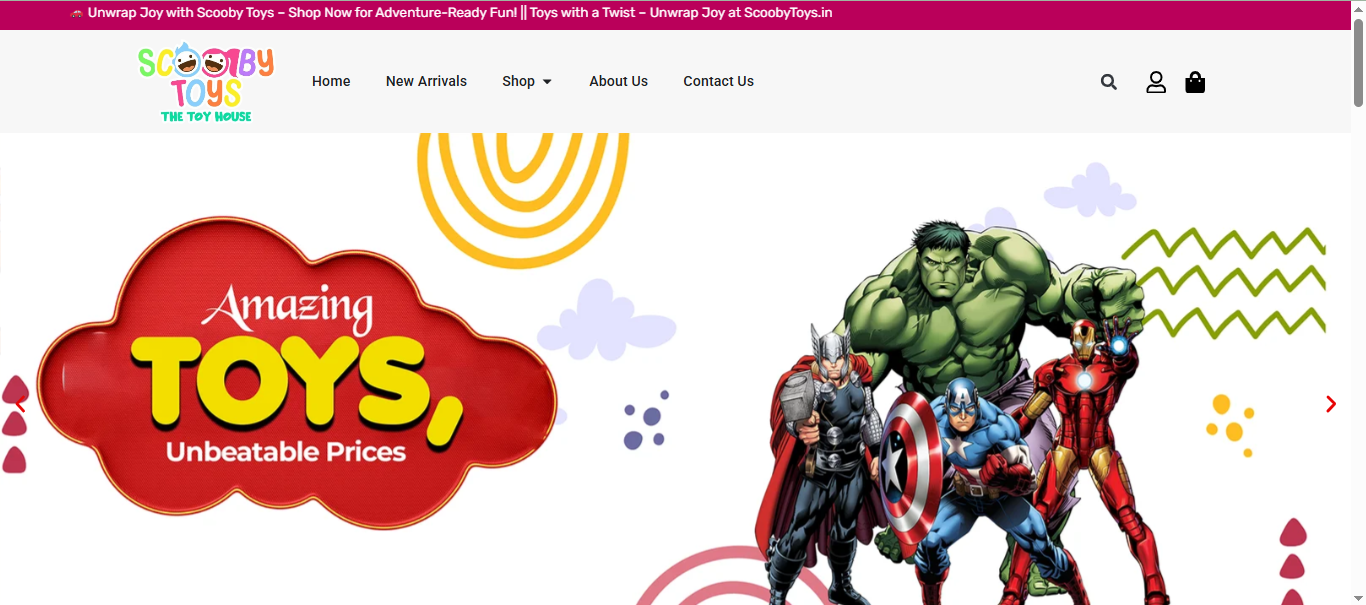 Unwrap Joy with Scooby Toys – Shop Now for Adventure-Ready Fun! || Toys with a Twist – Unwrap Joy at ScoobyToys.in
SCOOBY
TOYS
THE TOY HOUSE
Home
New Arrivals
Shop
About Us
Contact Us
Amazing
TOYS,
Unbeatable Prices